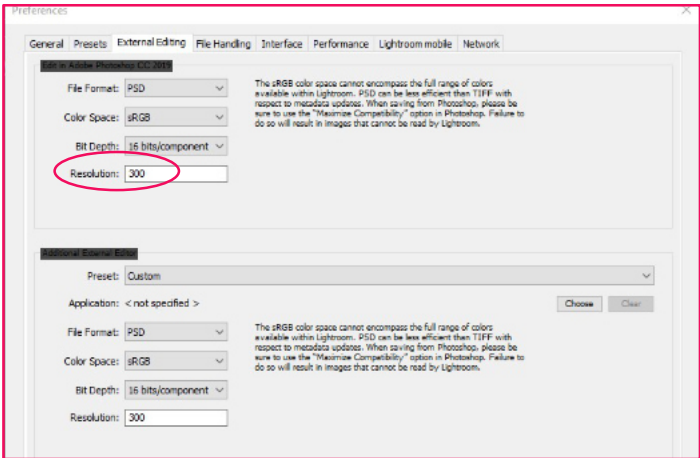 Preferences
General Presets External Editing File Handling Interface Performance Lightroom mobile Network
Edit in Adobe Photoshop CC 2019
File Format: PSD
The sRGB color space cannot encompass the full range of colors
available within Lightroom. PSD can be less efficient than TIFF with
respect to metadata updates. When saving from Photoshop, please be
sure to use the "Maximize Compatibility" option in Photoshop. Failure to
do so will result in images that cannot be read by Lightroom.
Color Space: sRGB
Bit Depth: 16 bits/component
Resolution: 300
Additional External Editor
Preset: Custom
Application: < not specified >
Choose Clear
File Format: PSD
The sRGB color space cannot encompass the full range of colors
available within Lightroom. PSD can be less efficient than TIFF with
respect to metadata updates. When saving from Photoshop, please be
sure to use the "Maximize Compatibility" option in Photoshop. Failure to
do so will result in images that cannot be read by Lightroom.
Color Space: sRGB
Bit Depth: 16 bits/component
Resolution: 300